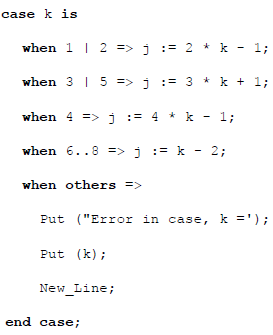 case k is
when 1 | 2 => j := 2 * k - 1;
when 3 | 5 => j := 3 * k + 1;
when 4 => j := 4 * k - 1;
when 6..8 => j := k - 2;
when others =>
Put ("Error in case, k =');
Put (k);
New_Line;
end case;